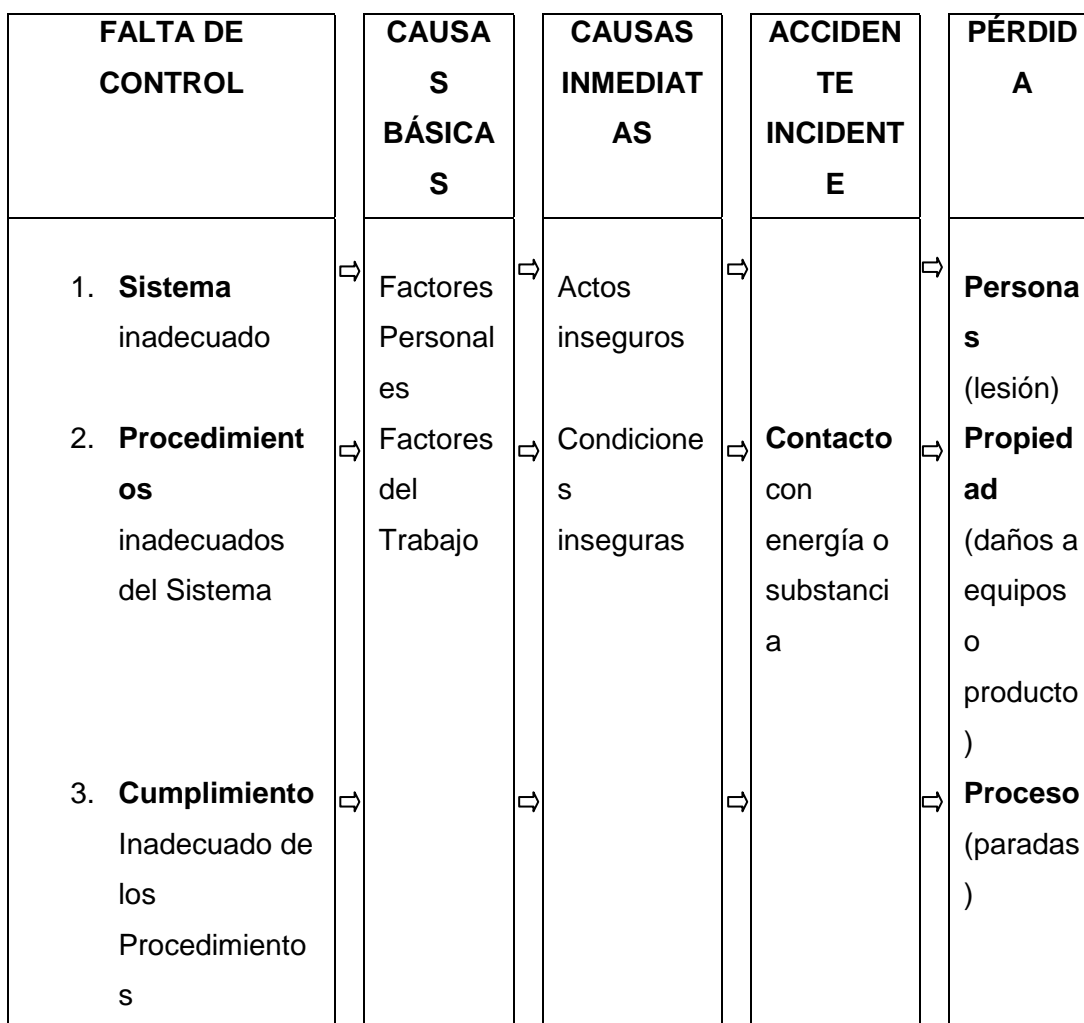 FALTA DE
CONTROL
CAUSA
S
BÁSICA
S
CAUSAS
INMEDIAT
AS
ACCIDEN
TE
INCIDENT
E
PÉRDID
A
1. Sistema
inadecuado
2. Procedimient
os
inadecuados
del Sistema
3. Cumplimiento
Inadecuado de
los
Procedimiento
s
Factores
Personal
es
Factores
del
Trabajo
Actos
inseguros
Condicione
s
inseguras
Contacto
con
energía o
substanci
a
Persona
s
(lesión)
Propied
ad
(daños a
equipos
o
producto
)
Proceso
(paradas
)